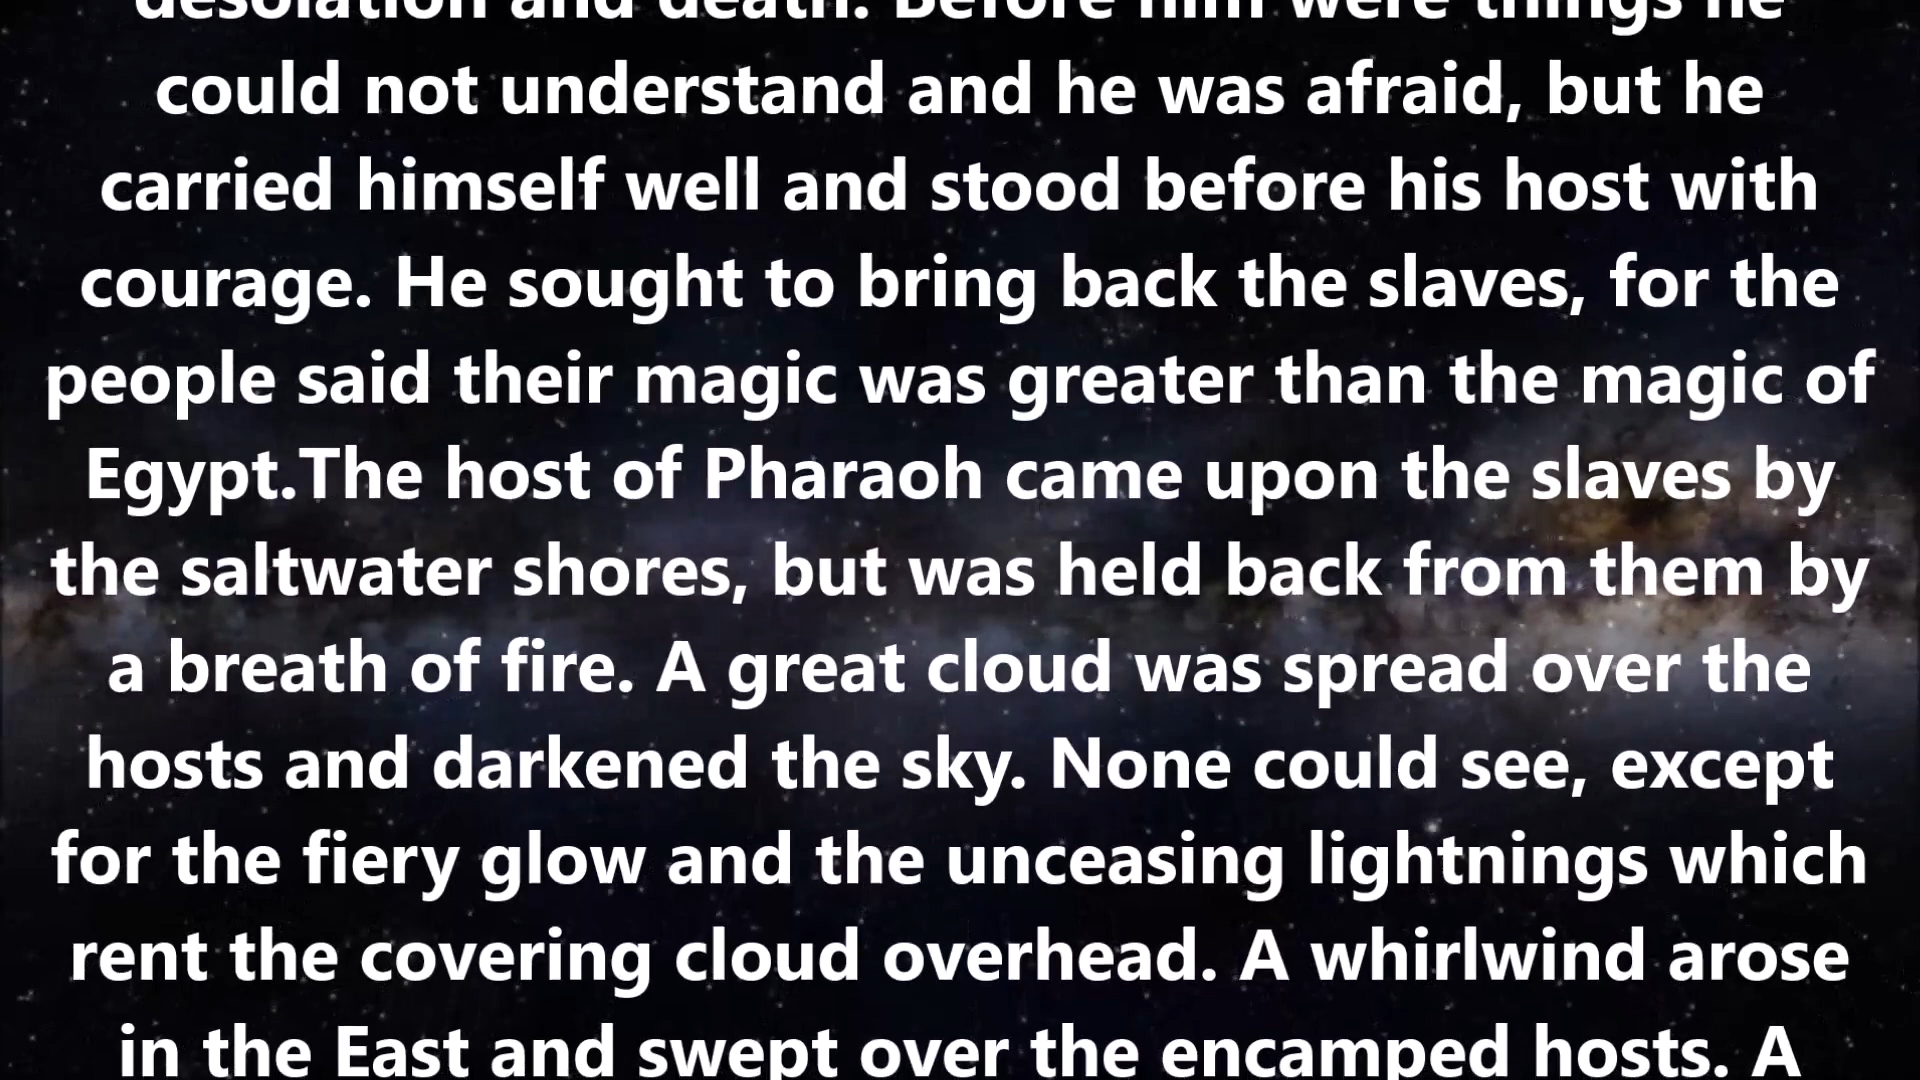 desolation and death. Before him were things he
could not understand and he was afraid, but he
carried himself well and stood before his host with
courage. He sought to bring back the slaves, for the
people said their magic was greater than the magic of
Egypt.The host of Pharaoh came upon the slaves by
the saltwater shores, but was held back from them by
a breath of fire. A great cloud was spread over the
hosts and darkened the sky. None could see, except
for the fiery glow and the unceasing lightnings which
rent the covering cloud overhead. A whirlwind arose
in the East and swept over the encamped hosts. A